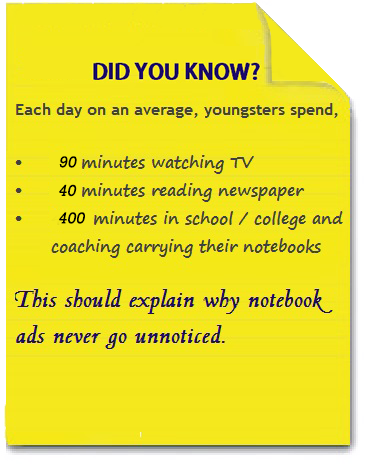 DID YOU KNOW?
Each day on an average, youngsters spend,
• 90 minutes watching TV
• 40 minutes reading newspaper
• 400 minutes in school / college and
coaching carrying their notebooks
This should explain why notebook
ads never go unnoticed.